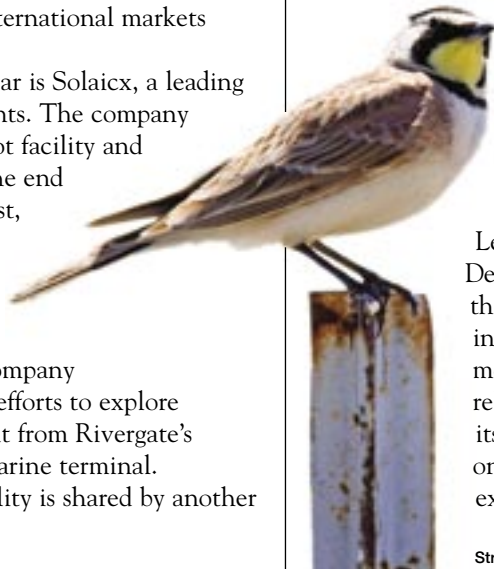 ternational markets
ar is Solaicx, a leading
nts. The company
ot facility and
he end
st,
ompany
efforts to explore
t from Rivergate's
arine terminal.
lity is shared by another
Le
De
th
in
m
re
its
or
ex
Str